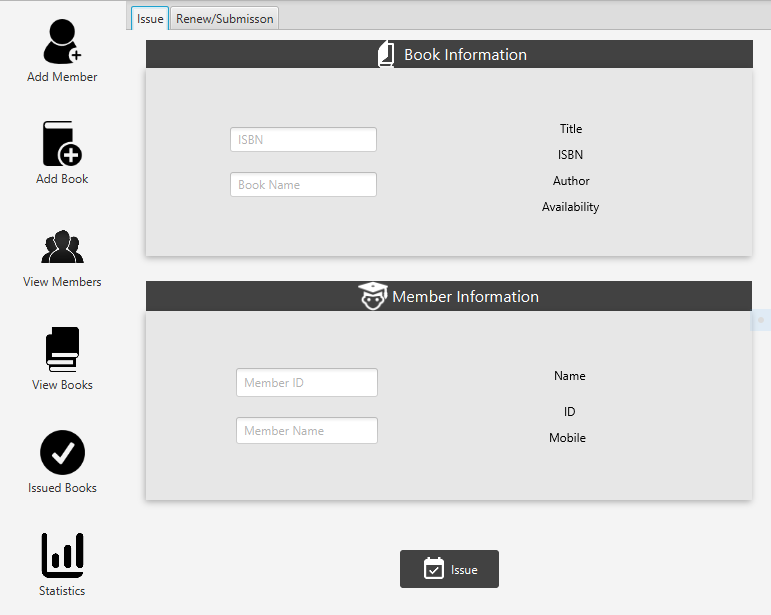 Issue
Renew/Submisson
Add Member
Add Book
View Members
View Books
Issued Books
Statistics
Book Information
ISBN
Book Name
Title
ISBN
Author
Availability
Member Information
Member ID
Member Name
Name
ID
Mobile
Issue